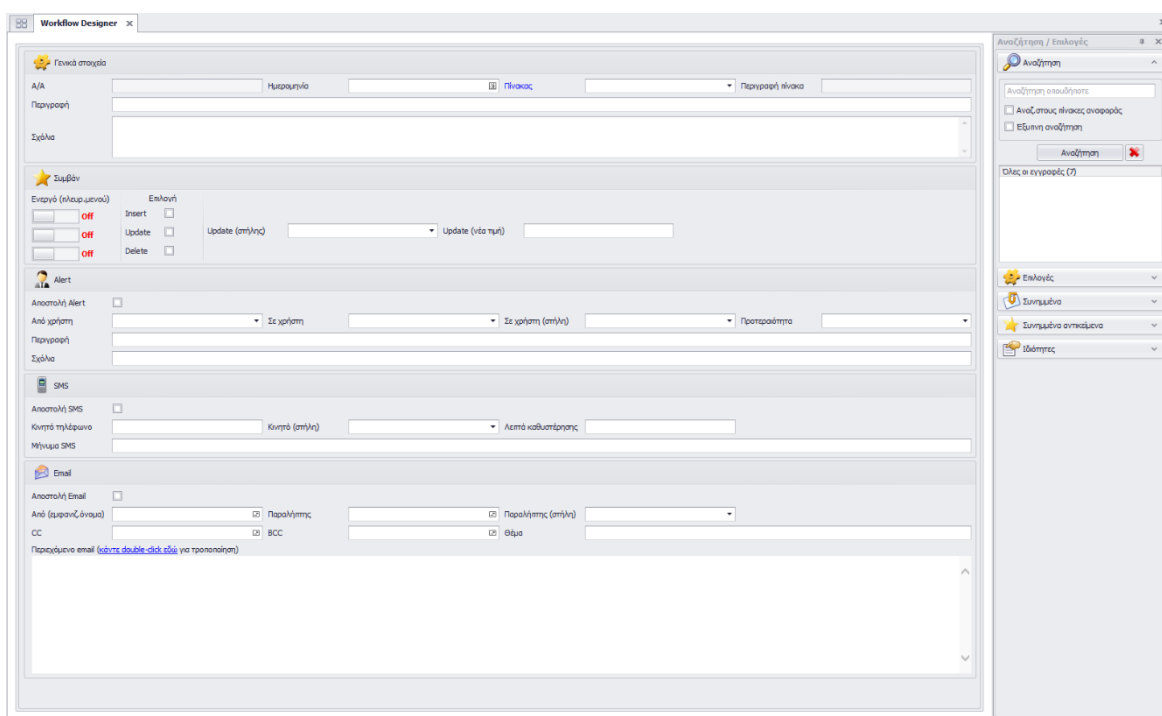 Workflow Designer
Αναζήτηση / Επιλογές
Γενικά στοιχεία
Αναζήτηση
Α/Α Ημερομηνία Πίνακας Περιγραφή πίνακα
Αναζήτηση οπουδήποτε
Περιγραφή
Αναζ.στους πίνακες αναφοράς
Έξυπνη αναζήτηση
Σχόλια
Αναζήτηση
Όλες οι εγγραφές (7)
Συμβάν
Ενεργό (πλευρ.μενού) Επιλογή
Off Insert
Off Update Update (στήλης) Update (νέα τιμή)
Off Delete
Alert
Επιλογές
Αποστολή Alert
Συνημμένα
Από χρήστη Σε χρήστη Σε χρήστη (στήλη) Προτεραιότητα
Συνημμένα αντικείμενα
Περιγραφή
Ιδιότητες
Σχόλια
SMS
Αποστολή SMS
Κινητό τηλέφωνο Κινητό (στήλη) Λεπτά καθυστέρησης
Μήνυμα SMS
Email
Αποστολή Email
Από (εμφανιζ.όνομα) Παραλήπτης Παραλήπτης (στήλη)
CC BCC Θέμα
Περιεχόμενο email (κάντε double-click εδώ για τροποποίηση)